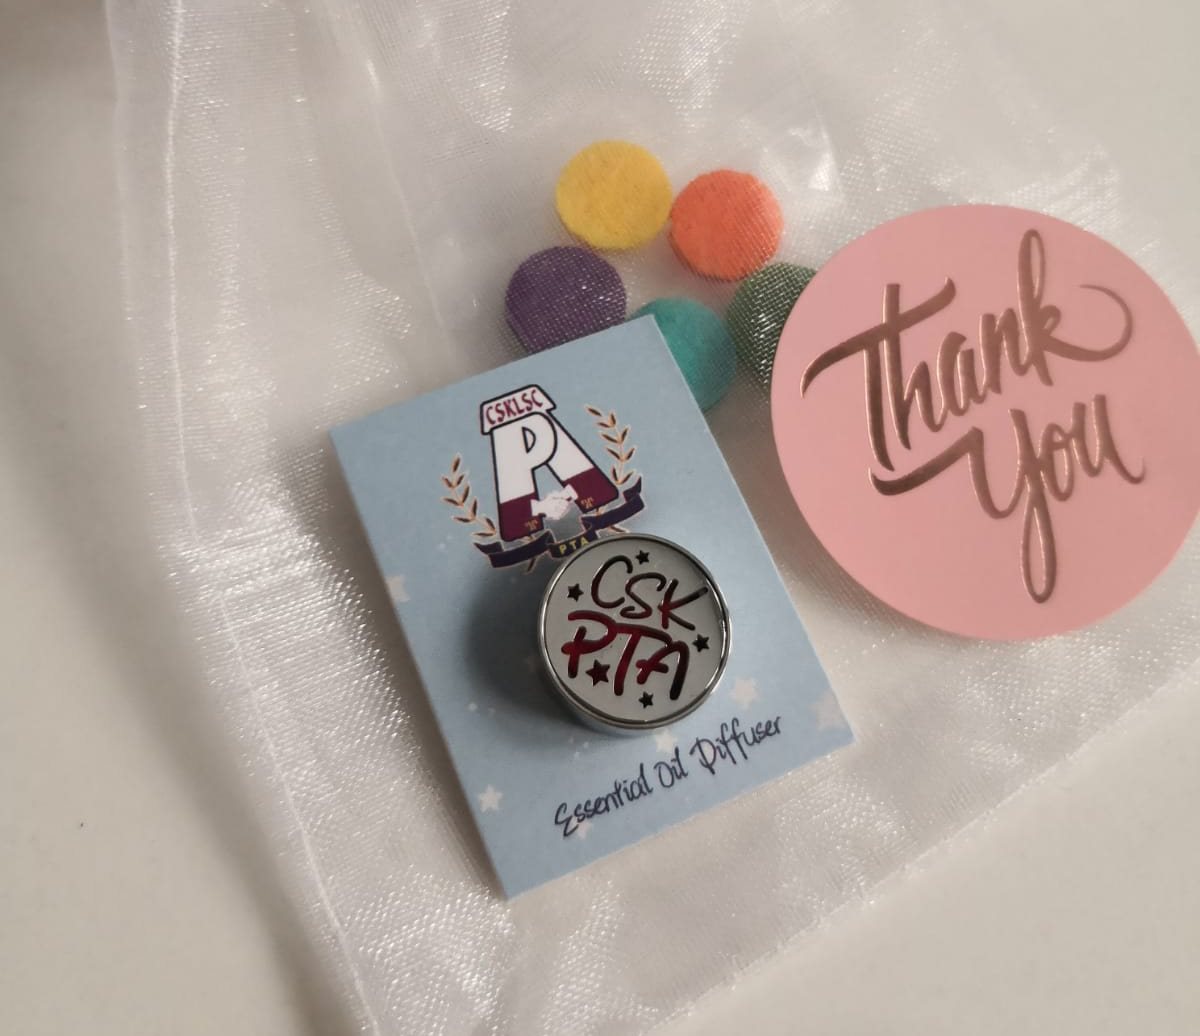 CSKLSC
P
PTA
CSK
PTA
Essential Oil Diffuser
Thank
You